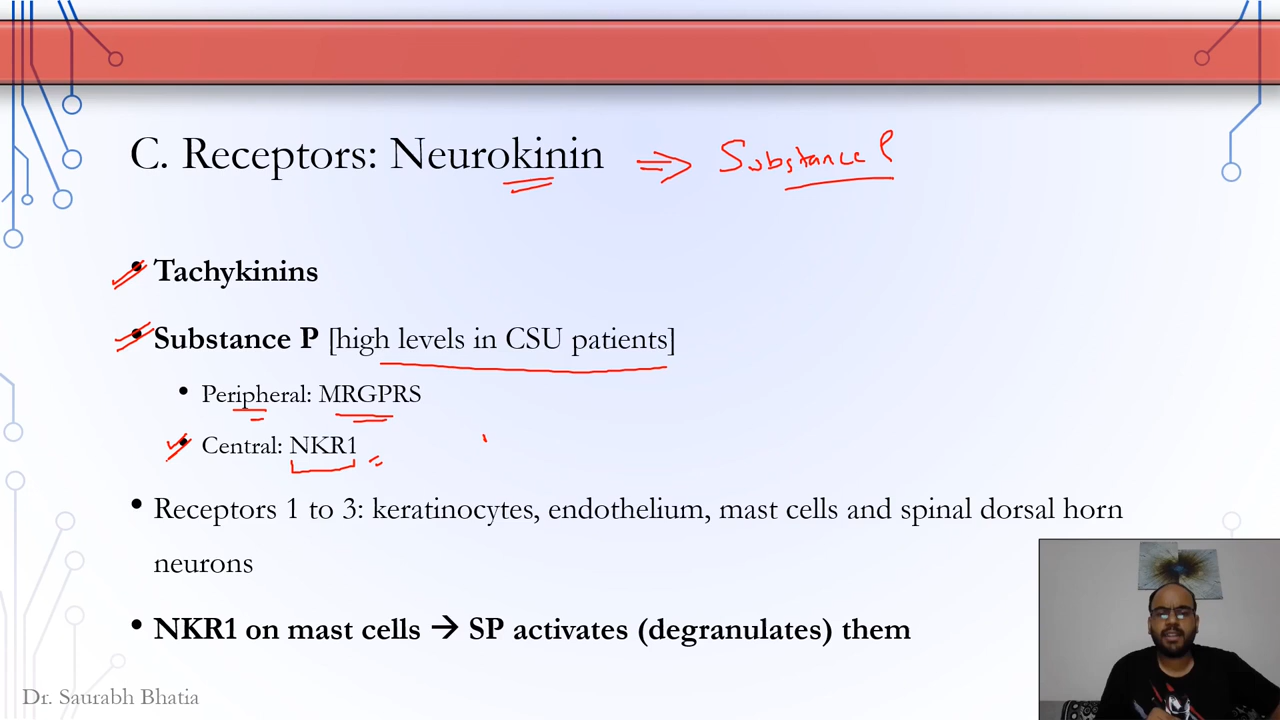 C. Receptors: Neurokinin ⇒ Substance P
• Tachykinins
• Substance P [high levels in CSU patients]
• Peripheral: MRGPRS
• Central: NKR1
• Receptors 1 to 3: keratinocytes, endothelium, mast cells and spinal dorsal horn
neurons
• NKR1 on mast cells → SP activates (degranulates) them
Dr. Saurabh Bhatia